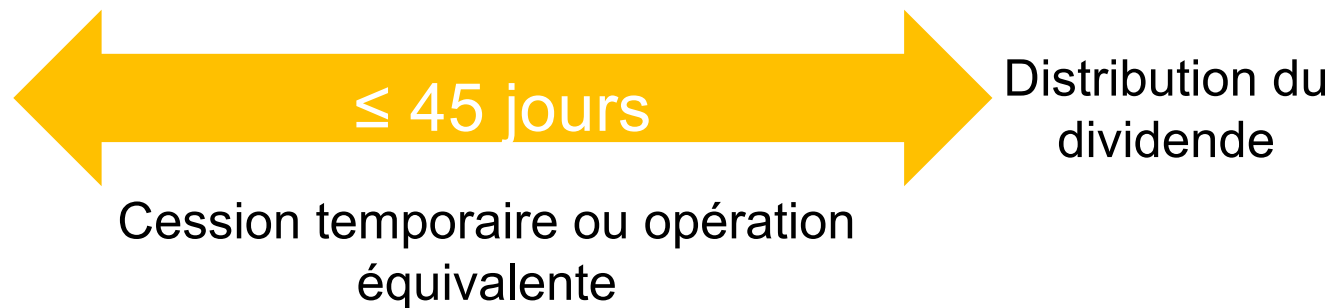 ≤ 45 jours
Distribution du
dividende
Cession temporaire ou opération
équivalente